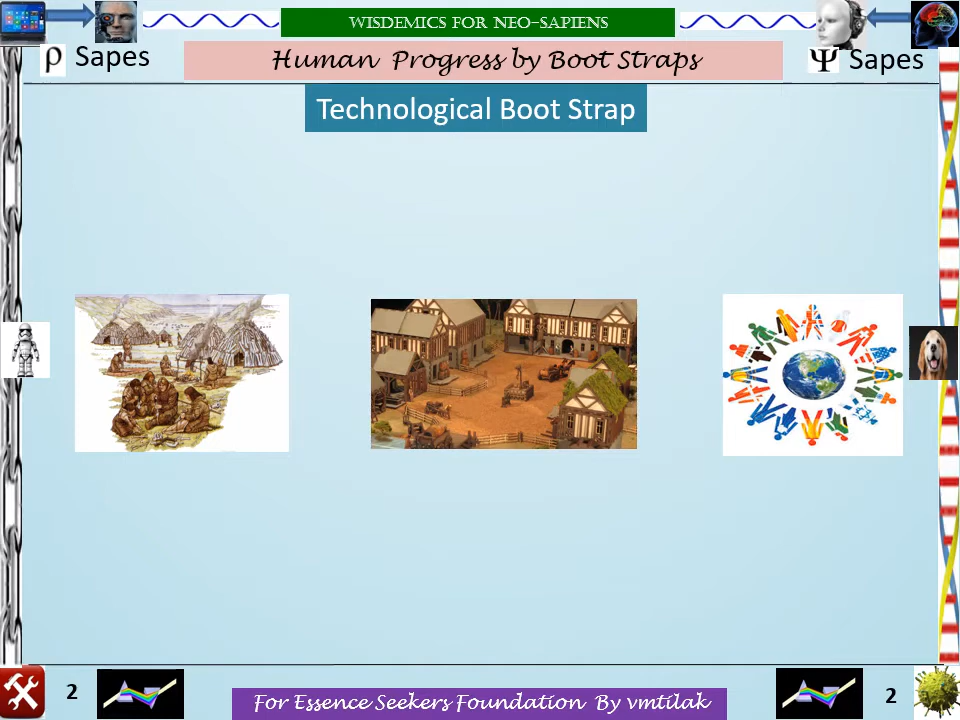 WISDEMICS FOR NEO-SAPIENS
ρ Sapes
Human Progress by Boot Straps
Ψ Sapes
Technological Boot Strap
2
For Essence Seekers Foundation By vmtilak
2